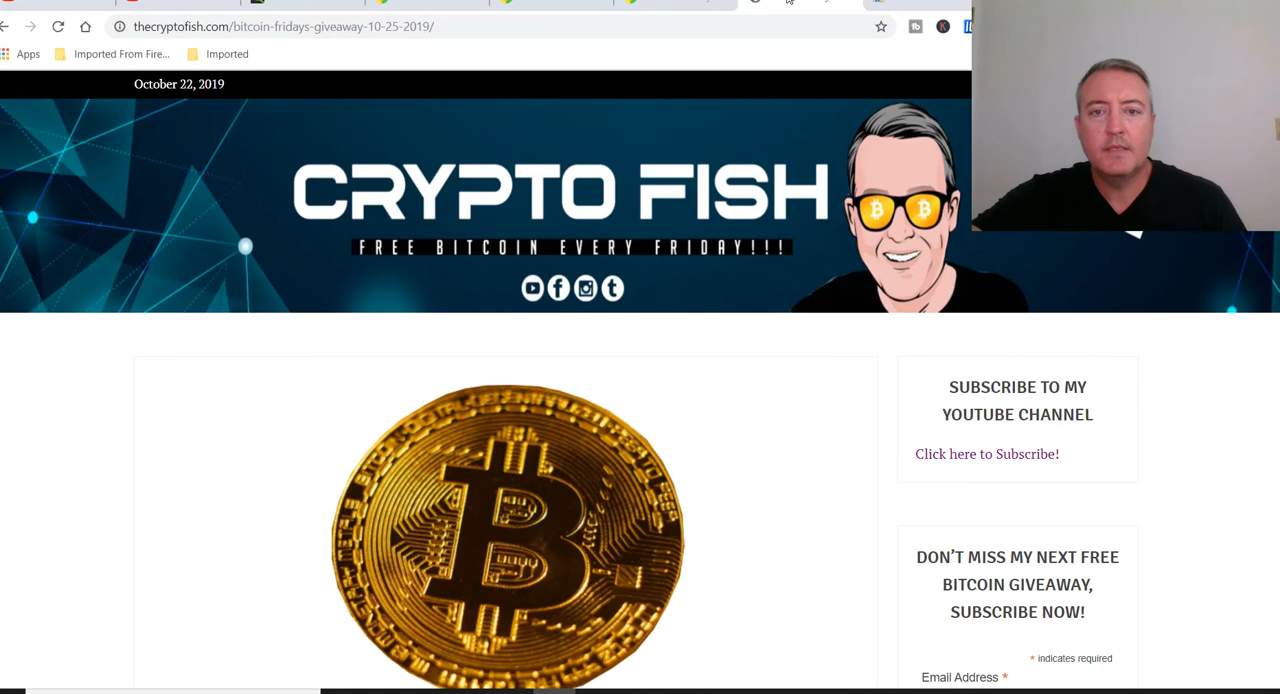 thecryptofish.com/bitcoin-fridays-giveaway-10-25-2019/
Apps
Imported From Fire...
Imported
October 22, 2019
CRYPTO FISH
FREE BITCOIN EVERY FRIDAY!!!
SUBSCRIBE TO MY
YOUTUBE CHANNEL
Click here to Subscribe!
DON'T MISS MY NEXT FREE
BITCOIN GIVEAWAY,
SUBSCRIBE NOW!
* indicates required
Email Address *